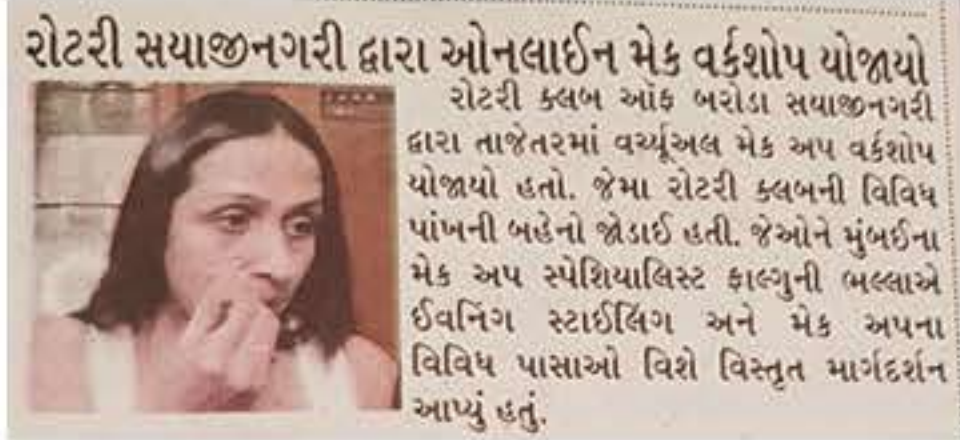 રોટરી સયાજીનગરી દ્વારા ઓનલાઈન મેક વર્કશોપ યોજાયો
રોટરી ક્લબ ઑફ બરોડા સયાજીનગરી
દ્વારા તાજેતરમાં વર્ચ્યૂઅલ મેક અપ વર્કશોપ
યોજાયો હતો. જેમા રોટરી ક્લબની વિવિધ
પાંખની બહેનો જોડાઈ હતી. જેઓને મુંબઈના
મેક અપ સ્પેશિયાલિસ્ટ ફાલ્ગુની ભલ્લાએ
ઈવનિંગ સ્ટાઈલિંગ અને મેક અપના
વિવિધ પાસાઓ વિશે વિસ્તૃત માર્ગદર્શન
આપ્યું હતું.